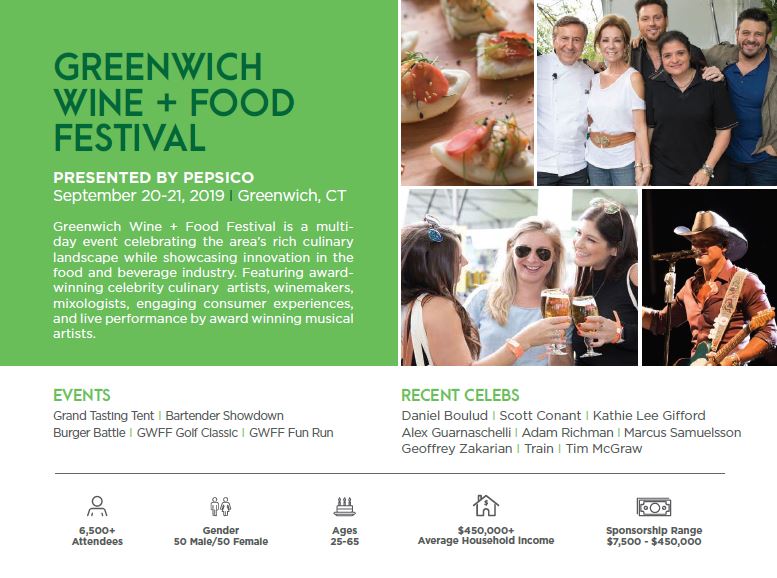 GREENWICH
WINE + FOOD
FESTIVAL
PRESENTED BY PEPSICO
September 20-21, 2019 | Greenwich, CT
Greenwich Wine + Food Festival is a multi-
day event celebrating the area's rich culinary
landscape while showcasing innovation in the
food and beverage industry. Featuring award-
winning celebrity culinary artists, winemakers,
mixologists, engaging consumer experiences,
and live performance by award winning musical
artists.
EVENTS
Grand Tasting Tent | Bartender Showdown
Burger Battle | GWFF Golf Classic | GWFF Fun Run
RECENT CELEBS
Daniel Boulud | Scott Conant | Kathie Lee Gifford
Alex Guarnaschelli | Adam Richman | Marcus Samuelsson
Geoffrey Zakarian | Train | Tim McGraw
6,500+
Attendees
Gender
50 Male/50 Female
Ages
25-65
$450,000+
Average Household Income
Sponsorship Range
$7,500 - $450,000